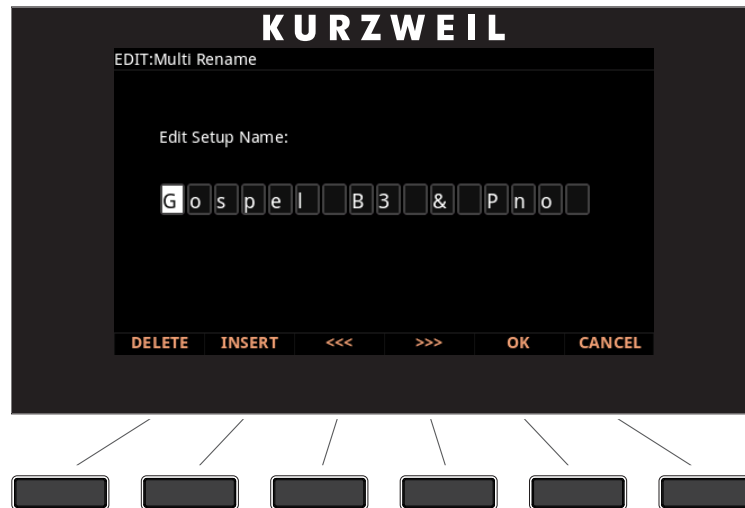 KURZWEIL
EDIT:Multi Rename
Edit Setup Name:
Gospel B3 & Pno
DELETE INSERT <<< >>> OK CANCEL